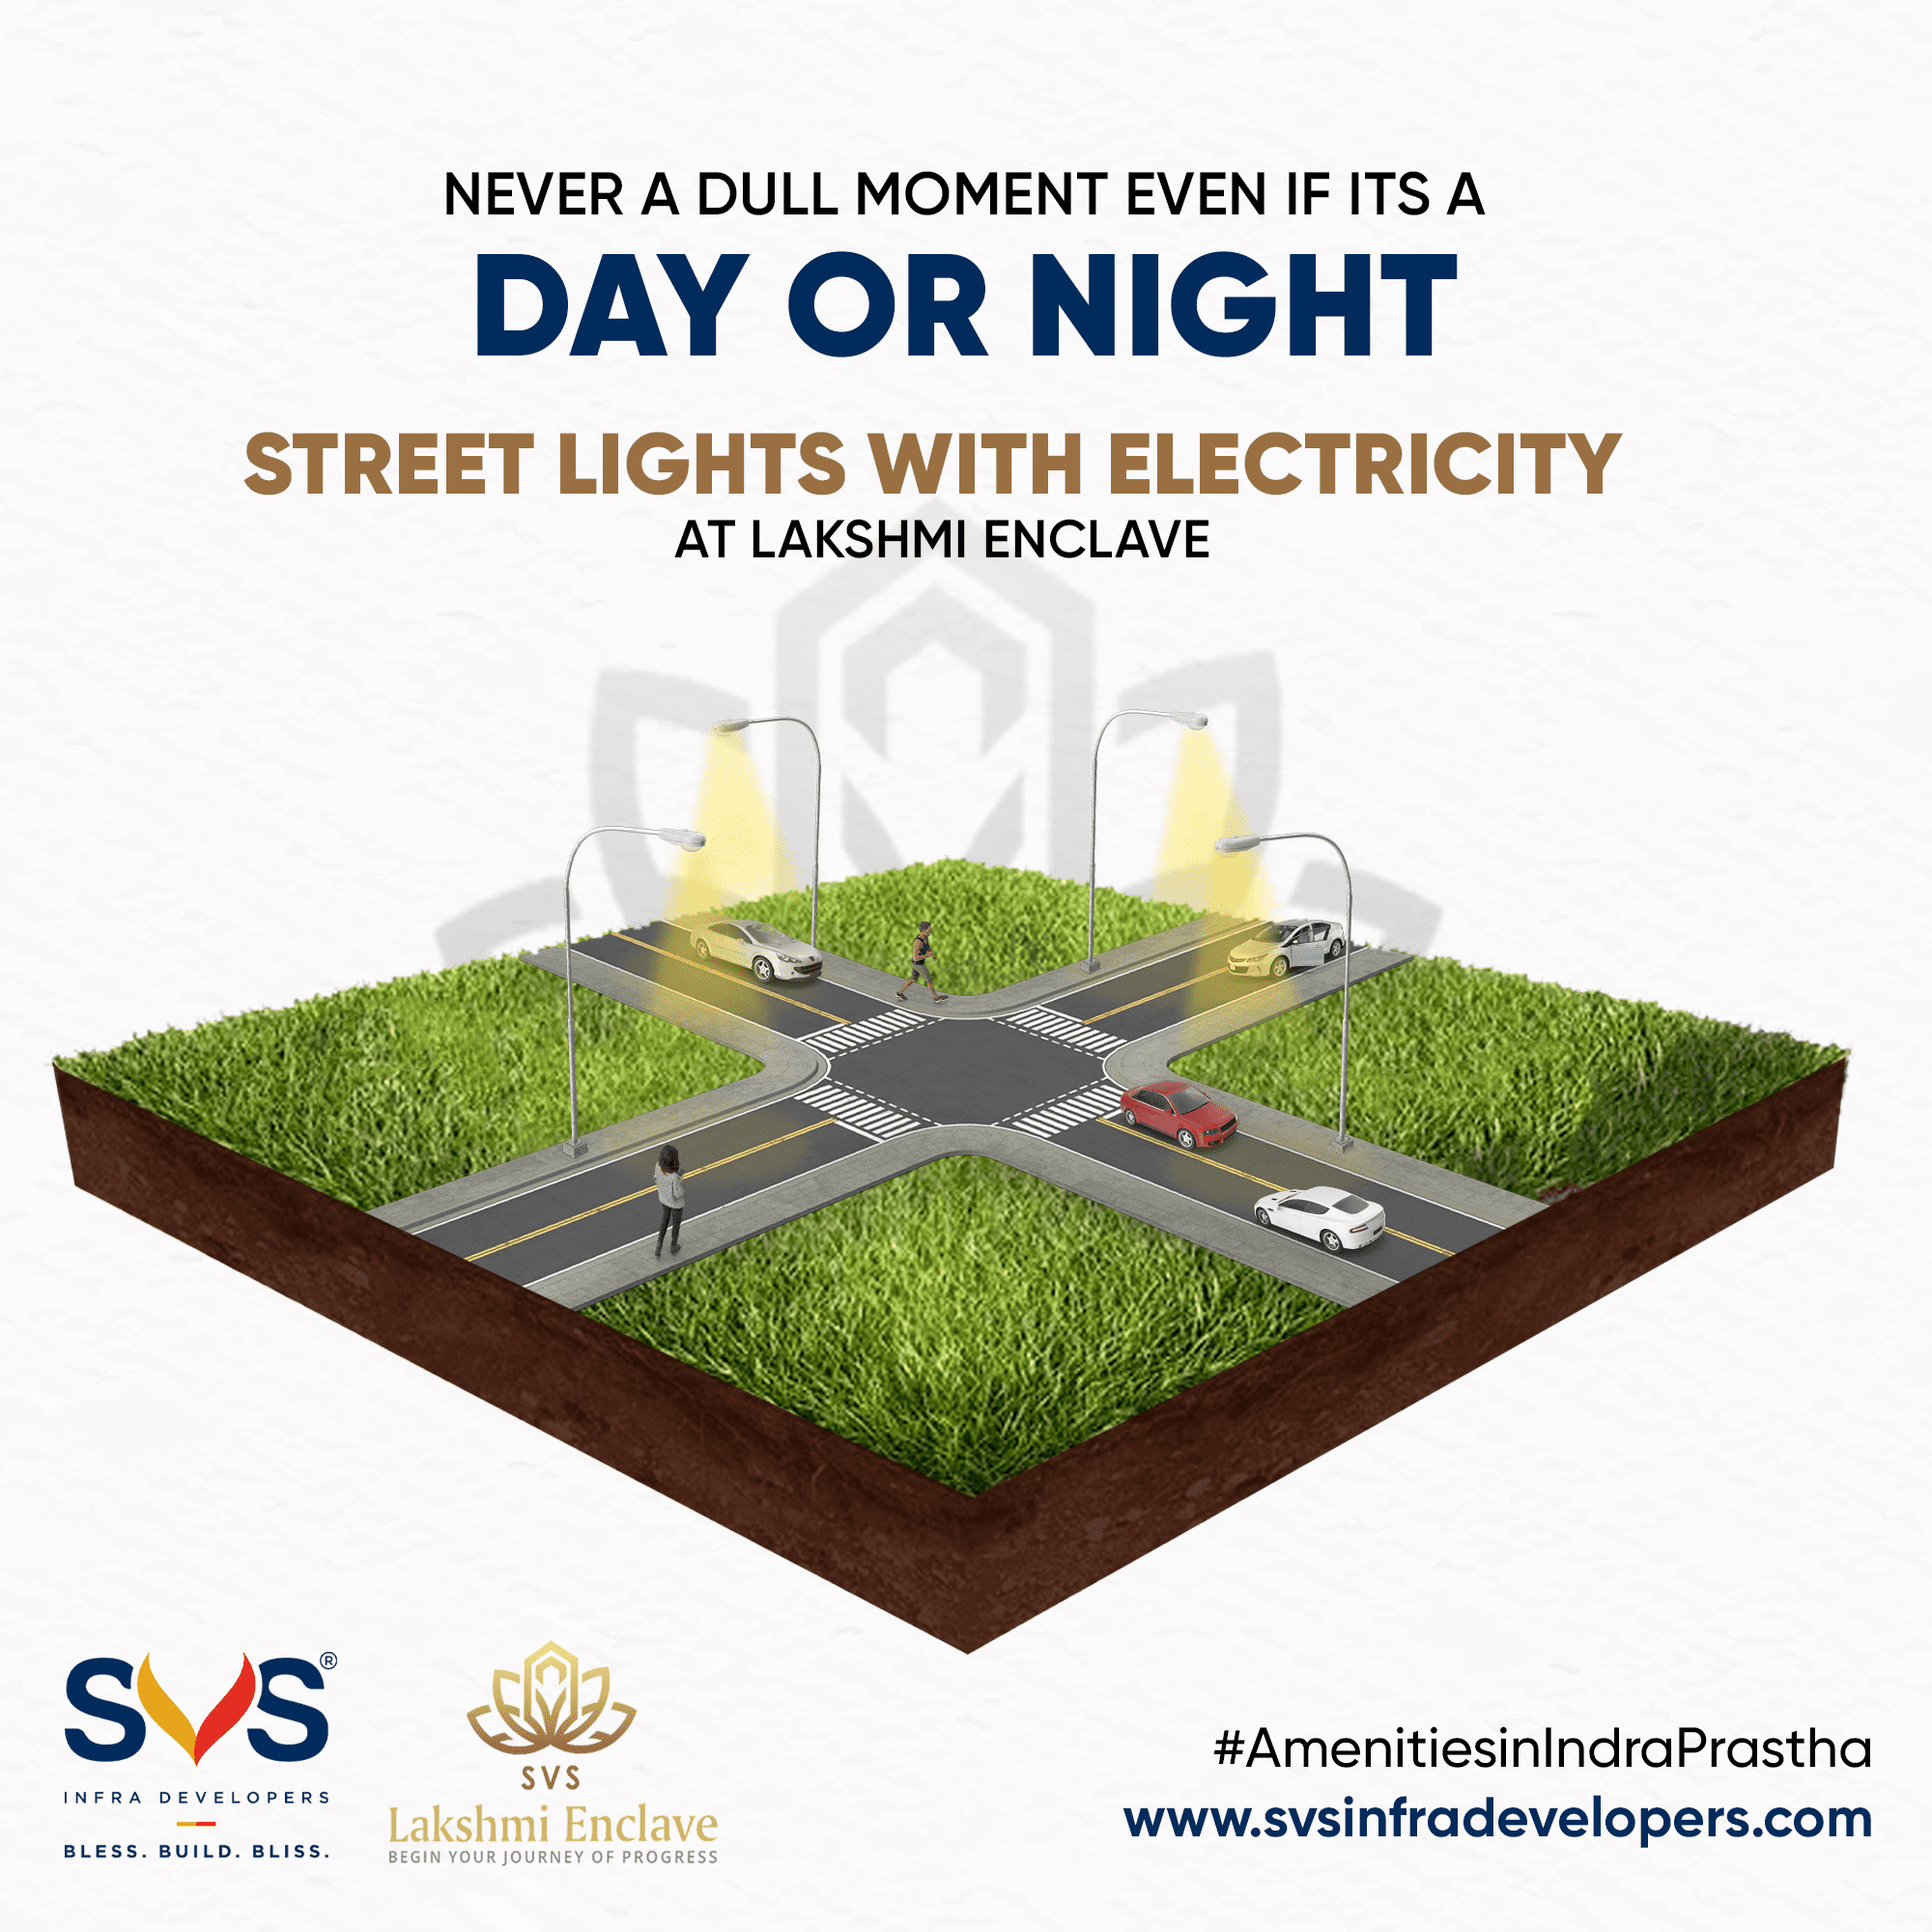 NEVER A DULL MOMENT EVEN IF ITS A
DAY OR NIGHT
STREET LIGHTS WITH ELECTRICITY
AT LAKSHMI ENCLAVE
SVS®
INFRA DEVELOPERS
BLESS. BUILD. BLISS.
SVS
Lakshmi Enclave
BEGIN YOUR JOURNEY OF PROGRESS
#AmenitiesinIndraPrastha
www.svsinfradevelopers.com